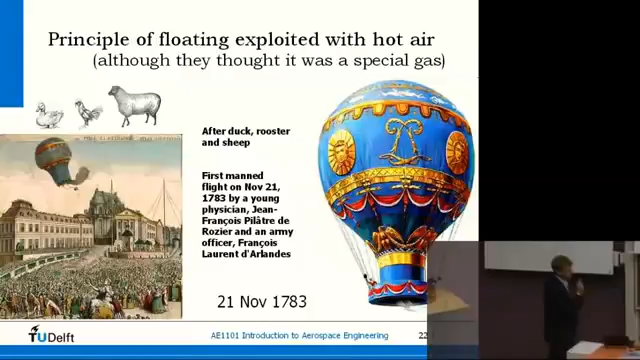 Principle of floating exploited with hot air
(although they thought it was a special gas)
After duck, rooster
and sheep
First manned
flight on Nov 21,
1783 by a young
physician, Jean-
François Pilâtre de
Rozier and an army
officer, François
Laurent d'Arlandes
21 Nov 1783
TUDelft
AE1101 Introduction to Aerospace Engineering
22